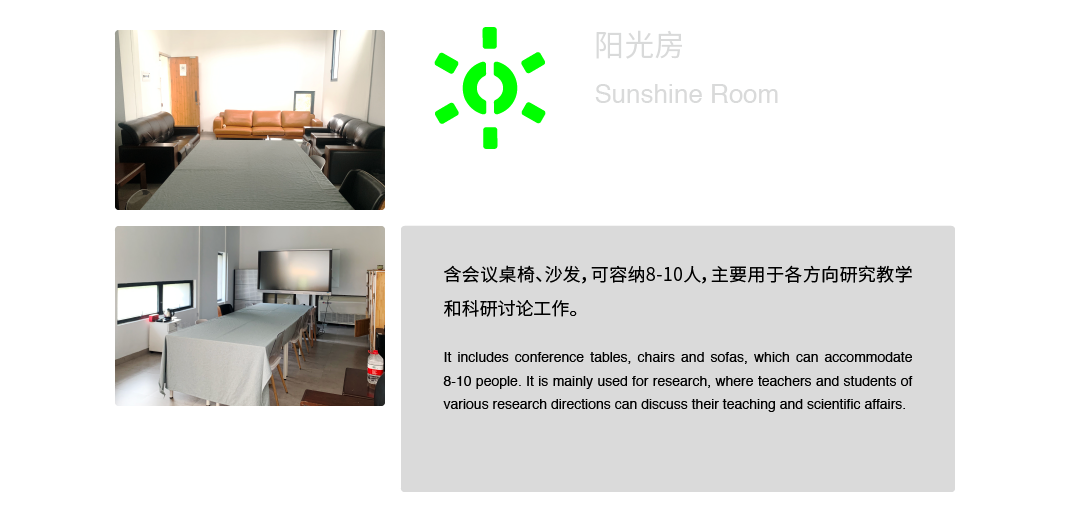 阳光房
Sunshine Room
含会议桌椅、沙发，可容纳8-10人，主要用于各方向研究教学
和科研讨论工作。
It includes conference tables, chairs and sofas, which can accommodate
8-10 people. It is mainly used for research, where teachers and students of
various research directions can discuss their teaching and scientific affairs.